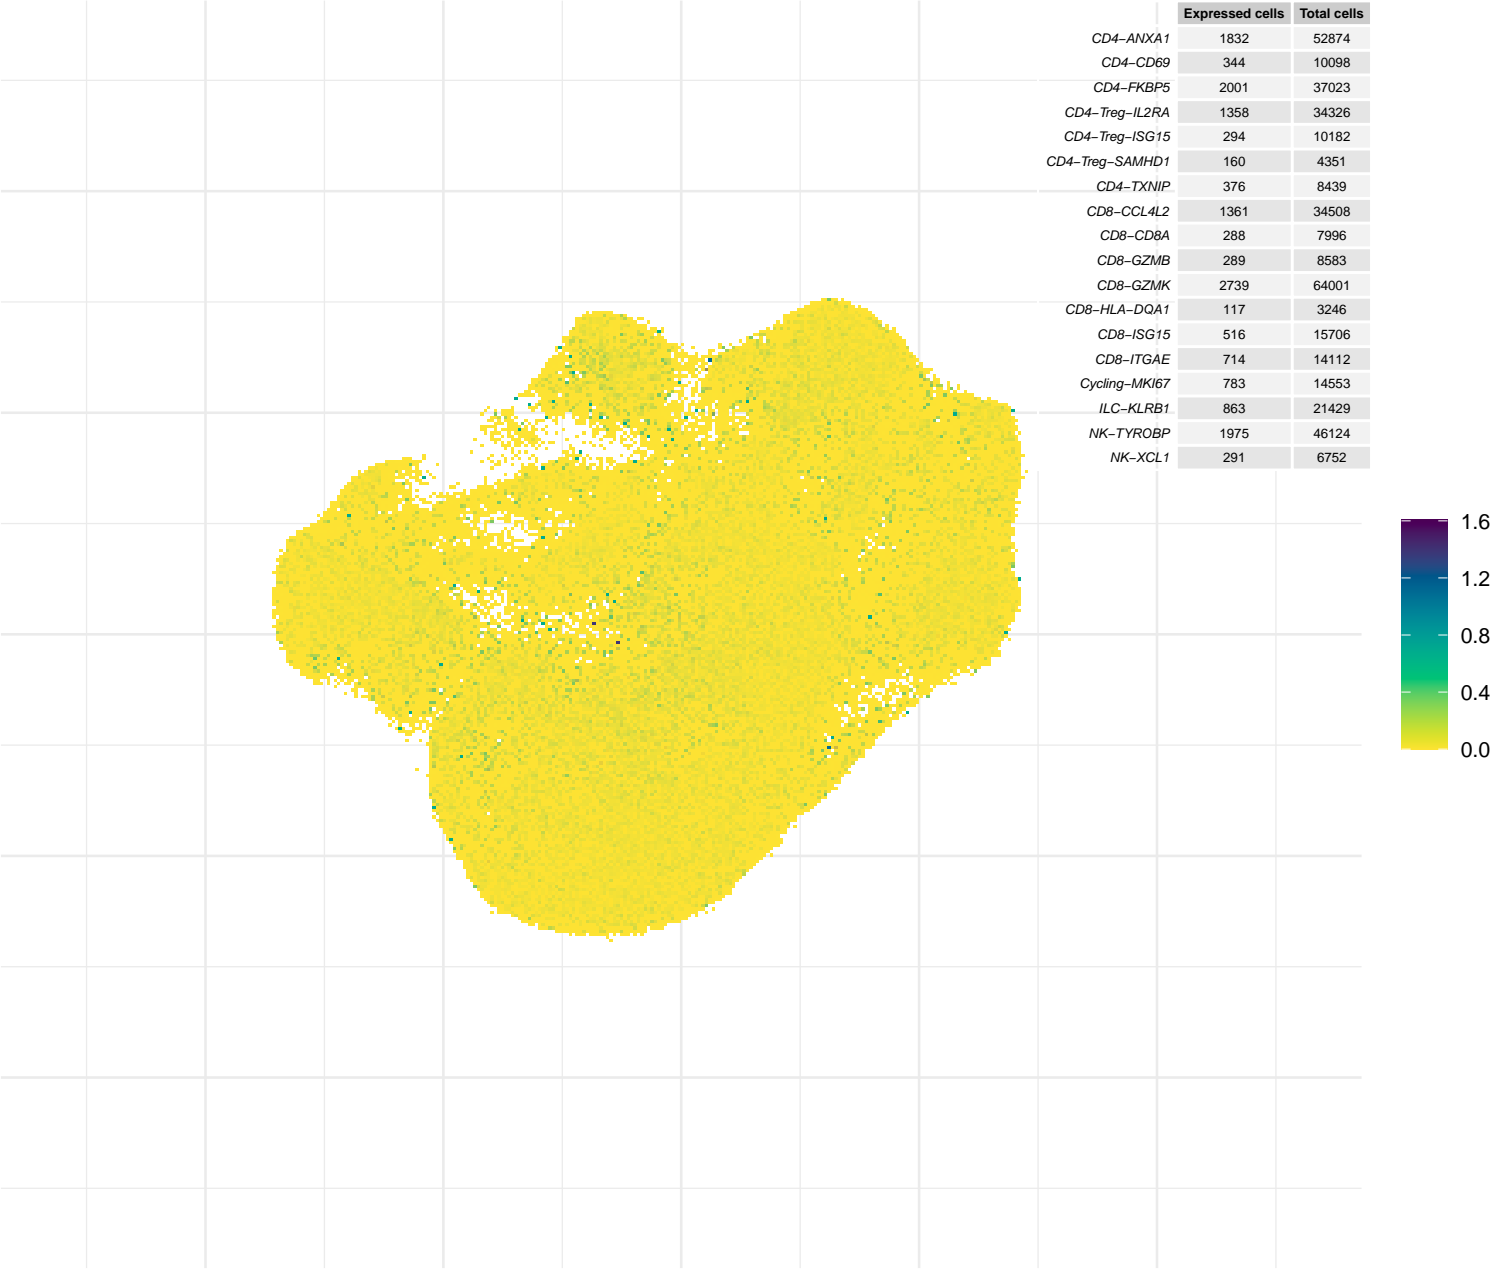 Expressed cells Total cells
CD4−ANXA1 1832 52874
CD4−CD69 344 10098
CD4−FKBP5 2001 37023
CD4−Treg−IL2RA 1358 34326
CD4−Treg−ISG15 294 10182
CD4−Treg−SAMHD1 160 4351
CD4−TXNIP 376 8439
CD8−CCL4L2 1361 34508
CD8−CD8A 288 7996
CD8−GZMB 289 8583
CD8−GZMK 2739 64001
CD8−HLA−DQA1 117 3246
CD8−ISG15 516 15706
CD8−ITGAE 714 14112
Cycling−MKI67 783 14553
ILC−KLRB1 863 21429
NK−TYROBP 1975 46124
NK−XCL1 291 6752
1.6
1.2
0.8
0.4
0.0